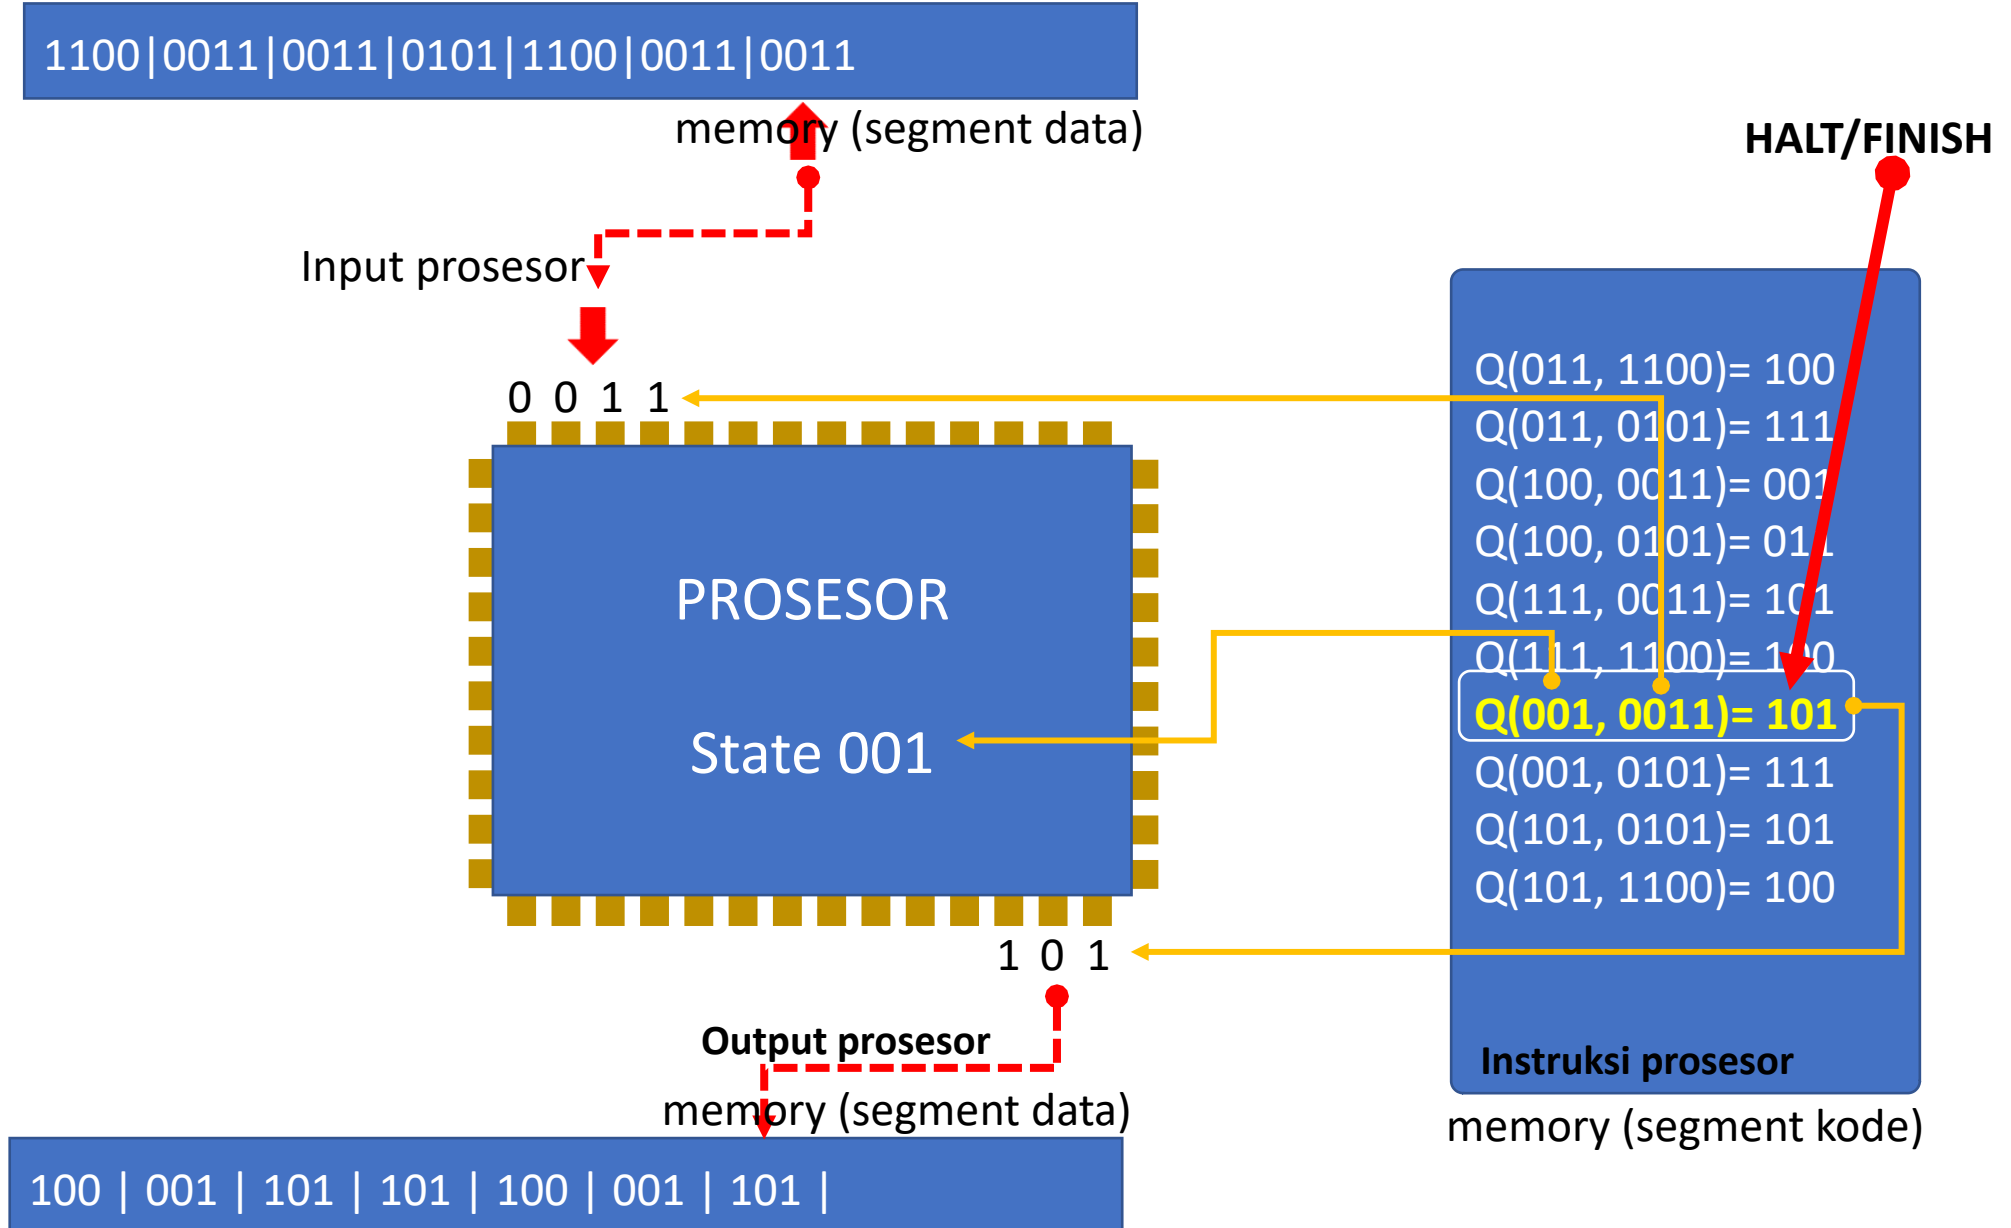 1100|0011|0011|0101|1100|0011|0011
memory (segment data)
HALT/FINISH
Input prosesor
0 0 1 1
PROSESOR
State 001
Q(011, 1100)= 100
Q(011, 0101)= 111
Q(100, 0011)= 001
Q(100, 0101)= 011
Q(111, 0011)= 101
Q(111, 1100)= 100
Q(001, 0011)= 101
Q(001, 0101)= 111
Q(101, 0101)= 101
Q(101, 1100)= 100
Instruksi prosesor
memory (segment kode)
1 0 1
Output prosesor
memory (segment data)
100 | 001 | 101 | 101 | 100 | 001 | 101 |